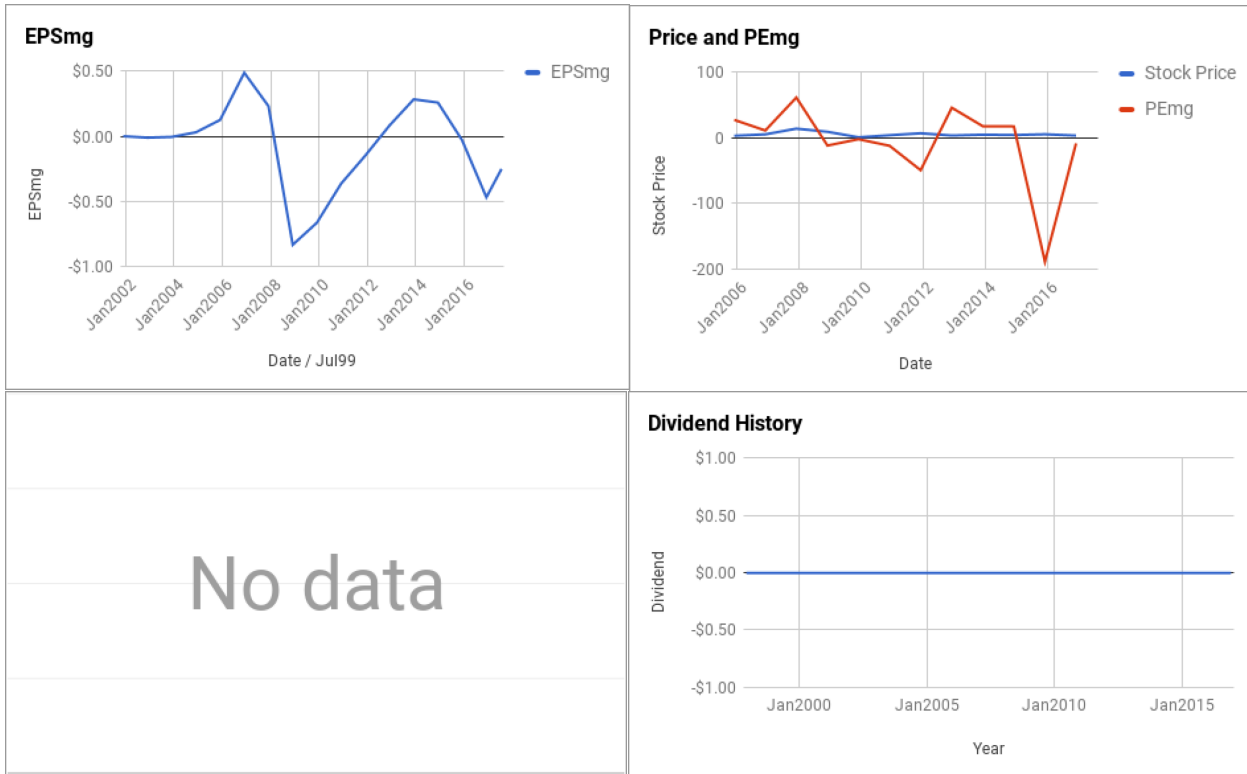 EPSmg
EPSmg
$0.50
$0.00
-$0.50
-$1.00
EPSmg
Jan2002
Jan2004
Jan2006
Jan2008
Jan2010
Jan2012
Jan2014
Jan2016
Date / Jul99
Price and PEmg
Stock Price
PEmg
100
0
-100
-200
Stock Price
Jan2006
Jan2008
Jan2010
Jan2012
Jan2014
Jan2016
Date
No data
Dividend History
$1.00
$0.50
$0.00
-$0.50
-$1.00
Dividend
Jan2000
Jan2005
Jan2010
Jan2015
Year